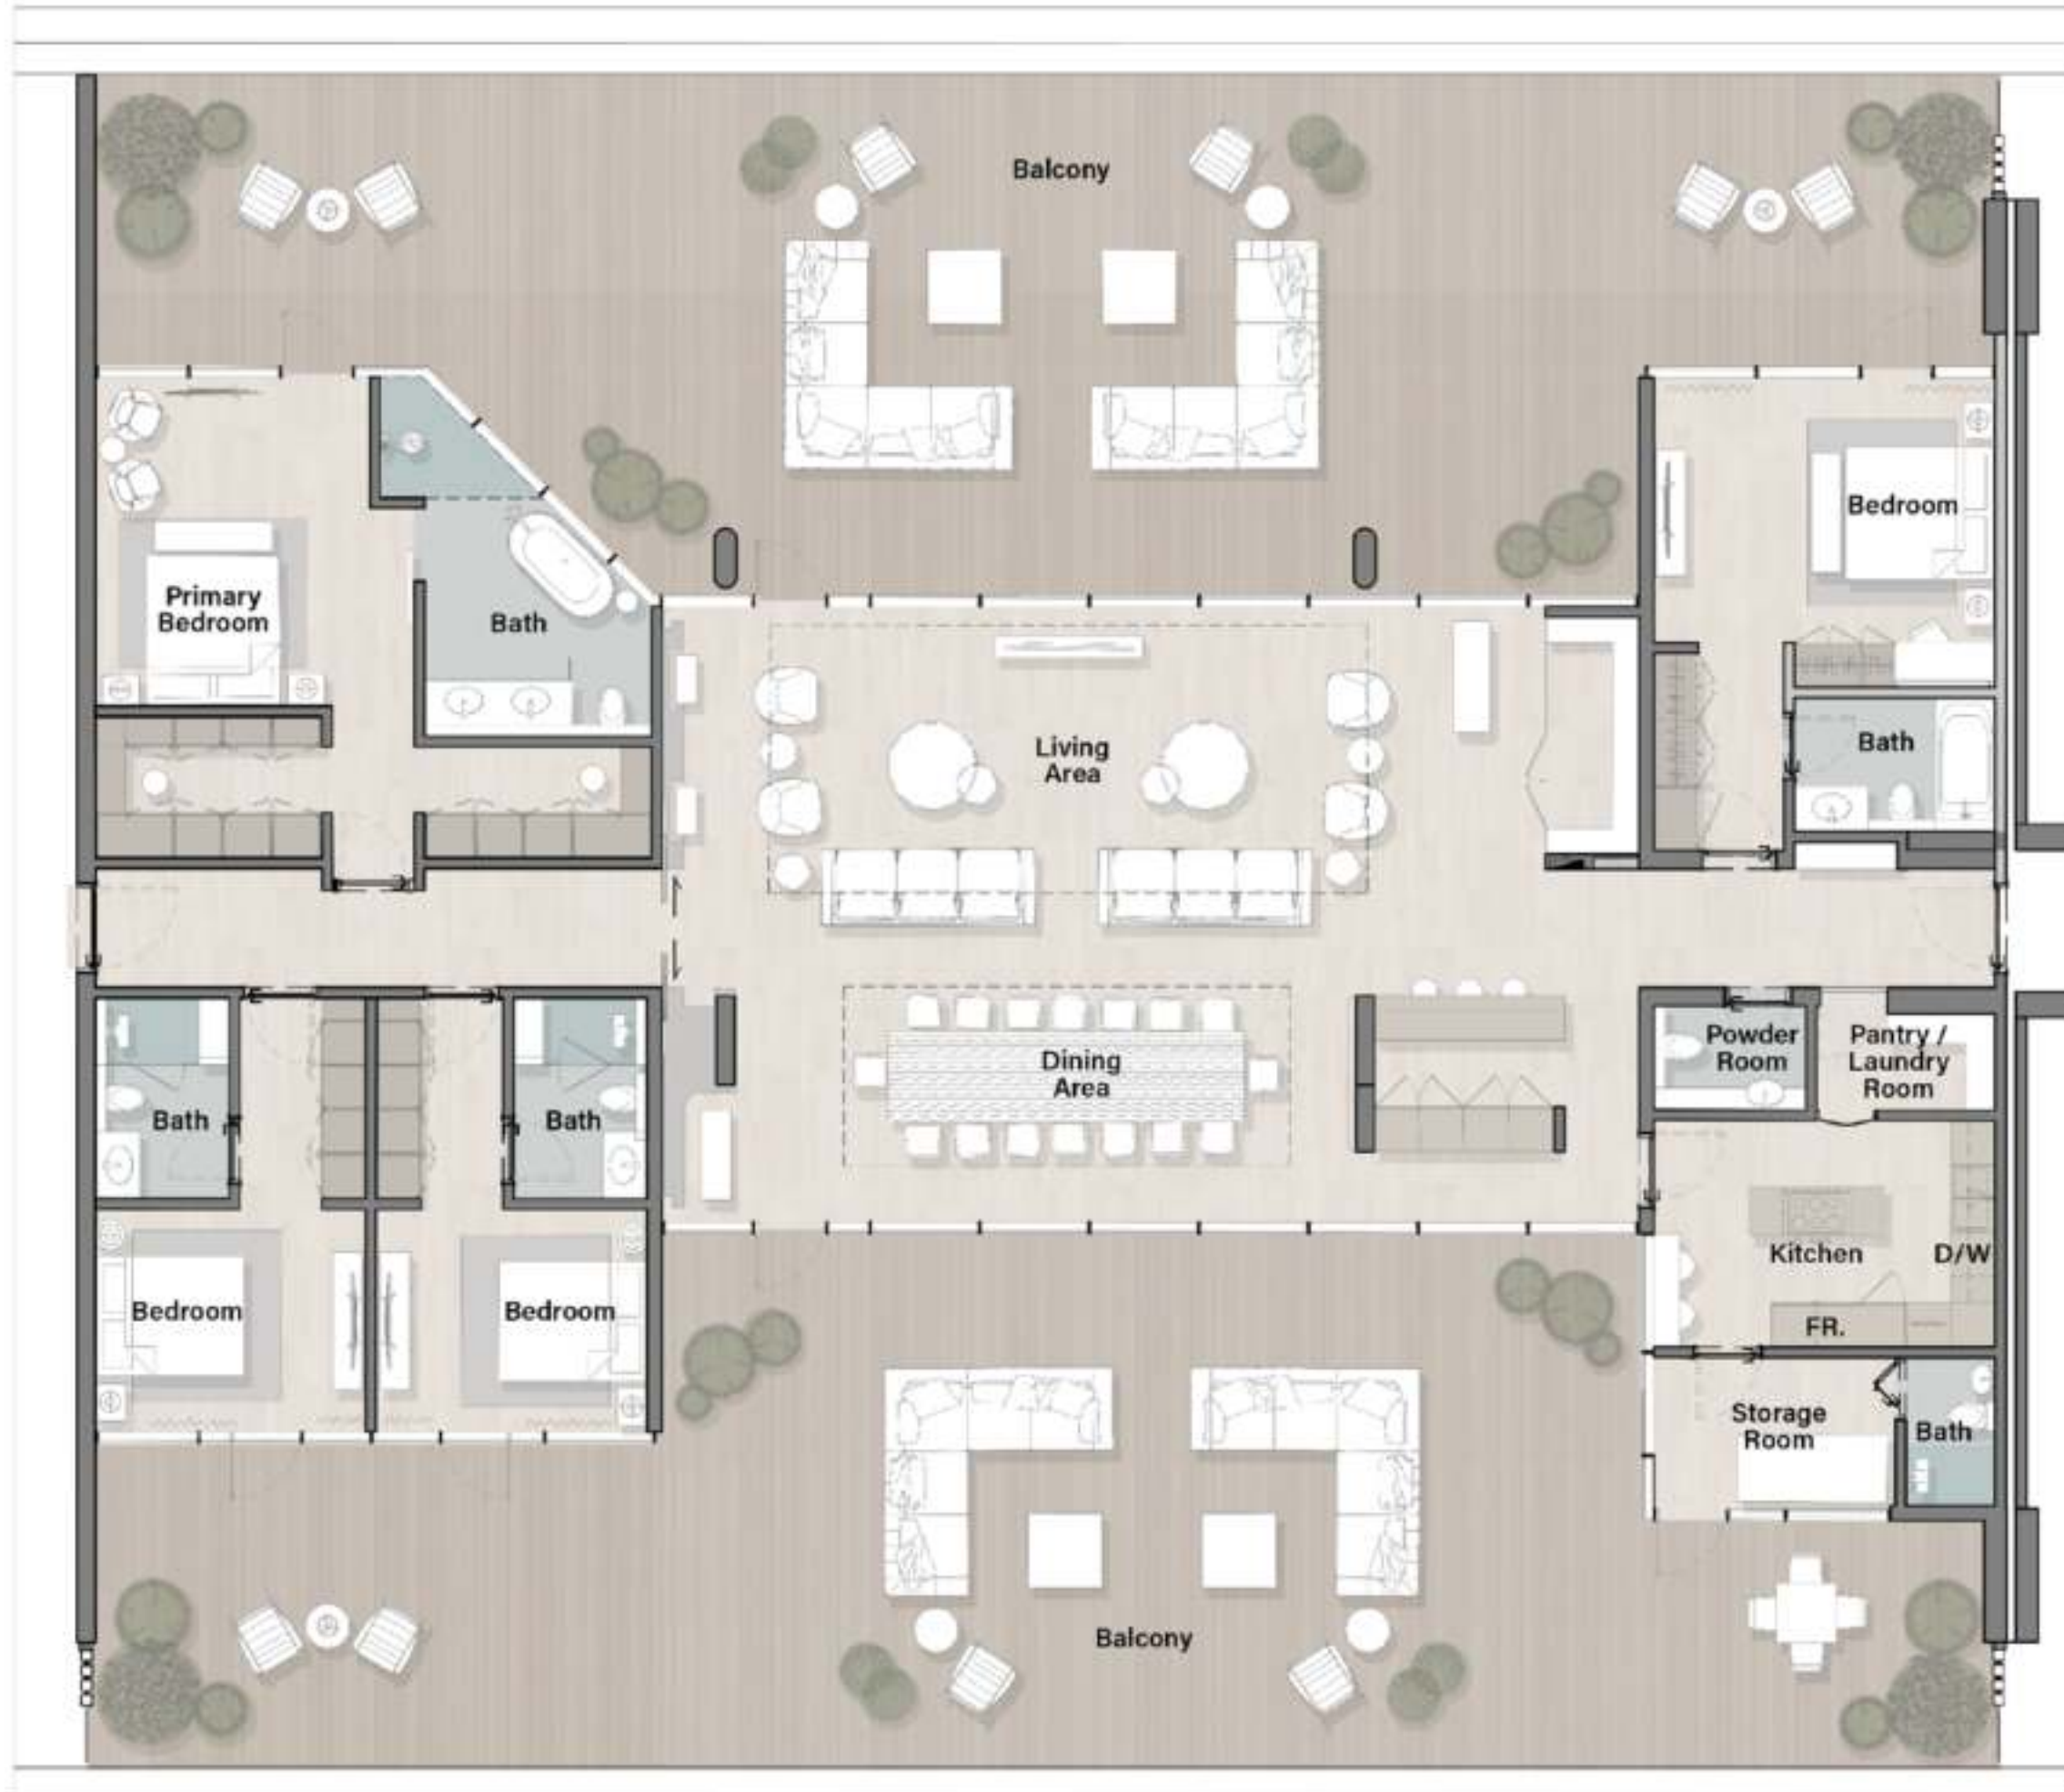 Balcony
Bedroom
Primary
Bedroom
Bath
Living
Area
Bath
Powder
Room
Pantry /
Laundry
Room
Dining
Area
Bath
Bath
Kitchen
D/W
Bedroom
Bedroom
FR.
Storage
Room
Bath
Balcony